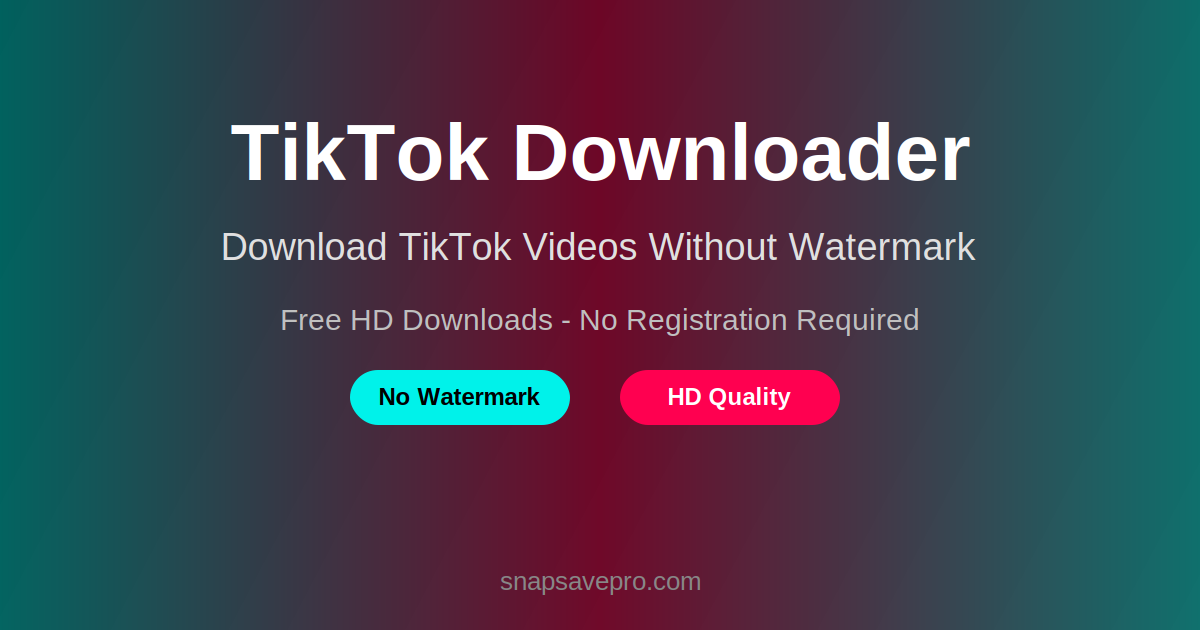 TikTok Downloader
Download TikTok Videos Without Watermark
Free HD Downloads - No Registration Required
No Watermark
HD Quality
snapsavepro.com